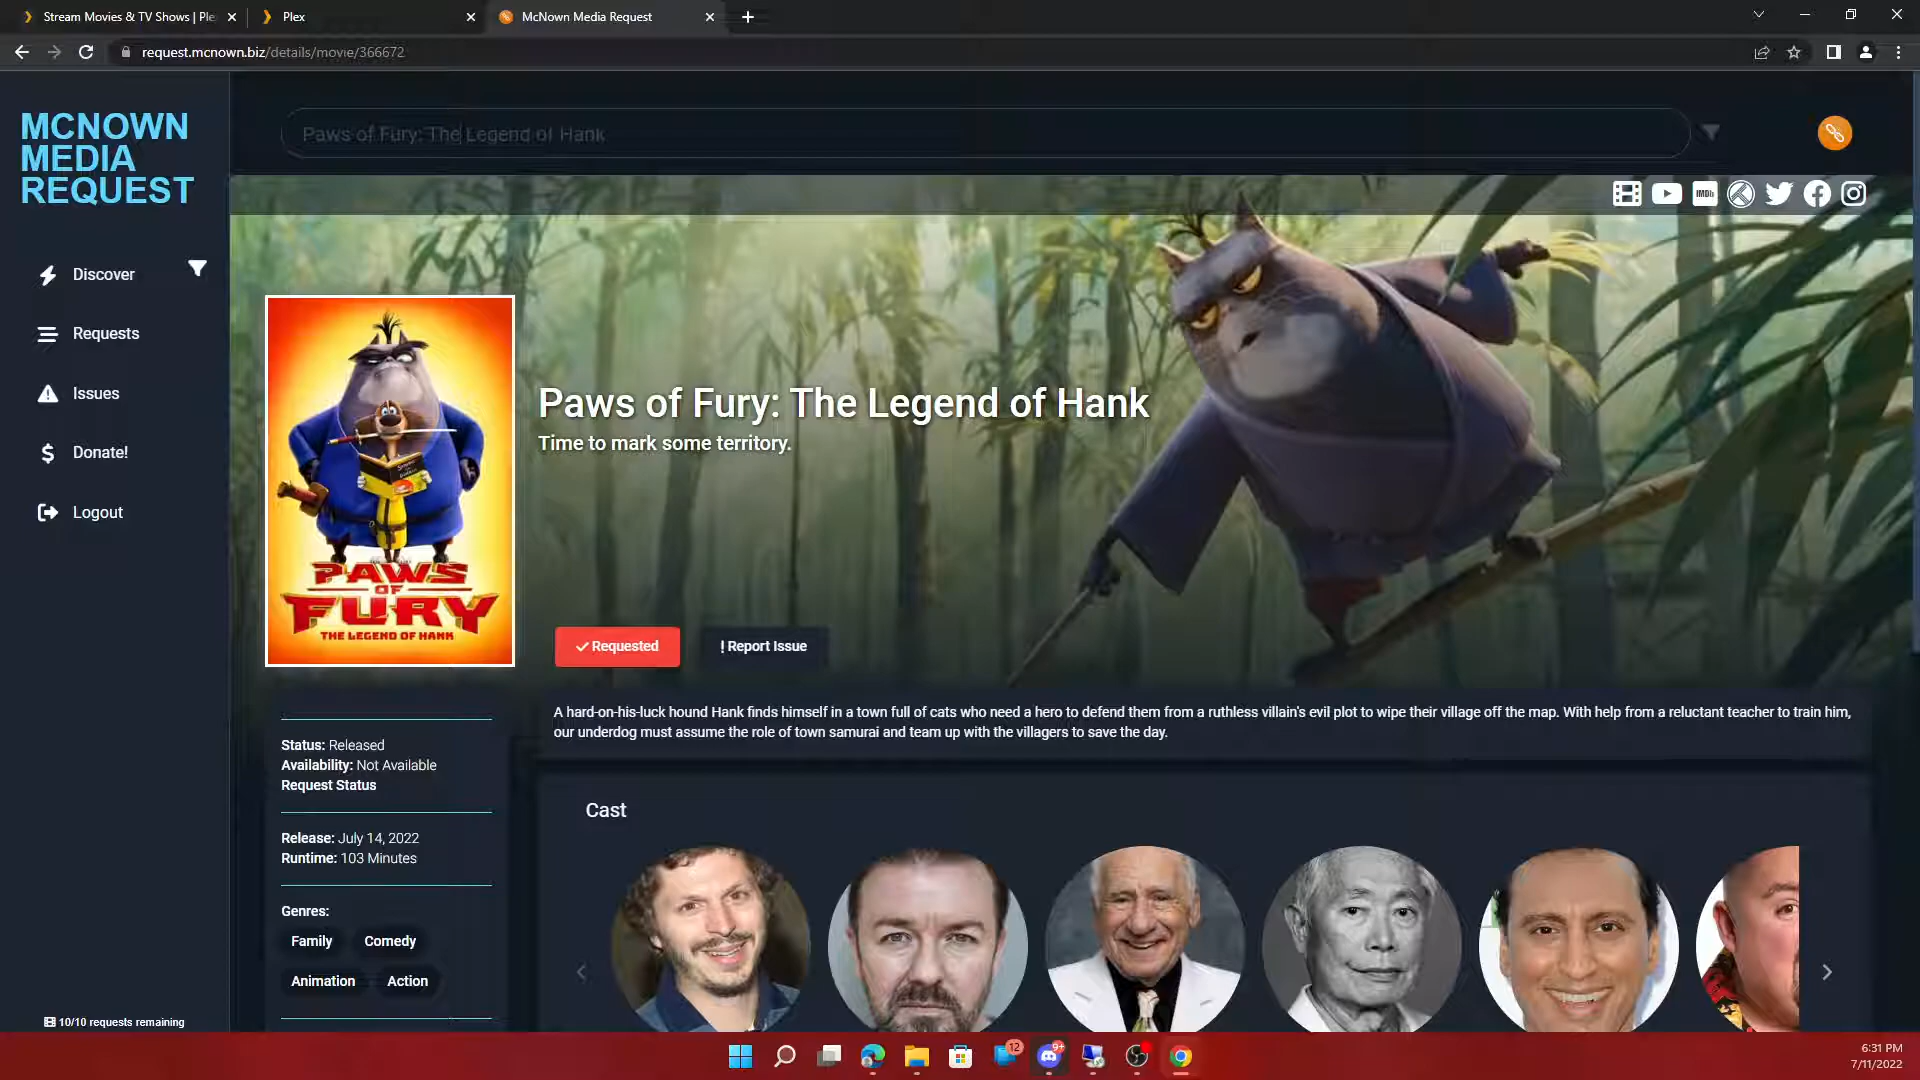 Stream Movies & TV Shows | Ple
Plex
McNown Media Request
request.mcnown.biz/details/movie/366672
MCNOWN
MEDIA
REQUEST
Paws of Fury: The Legend of Hank
IMDb
Discover
Requests
Issues
Donate!
Logout
PAWS
OF
FURY
THE LEGEND OF HANK
Paws of Fury: The Legend of Hank
Time to mark some territory.
Requested
! Report Issue
A hard-on-his-luck hound Hank finds himself in a town full of cats who need a hero to defend them from a ruthless villain's evil plot to wipe their village off the map. With help from a reluctant teacher to train him,
our underdog must assume the role of town samurai and team up with the villagers to save the day.
Status: Released
Availability: Not Available
Request Status
Release: July 14, 2022
Runtime: 103 Minutes
Genres:
Family
Comedy
Animation
Action
Cast
10/10 requests remaining
12
9+
6:31 PM
7/11/2022